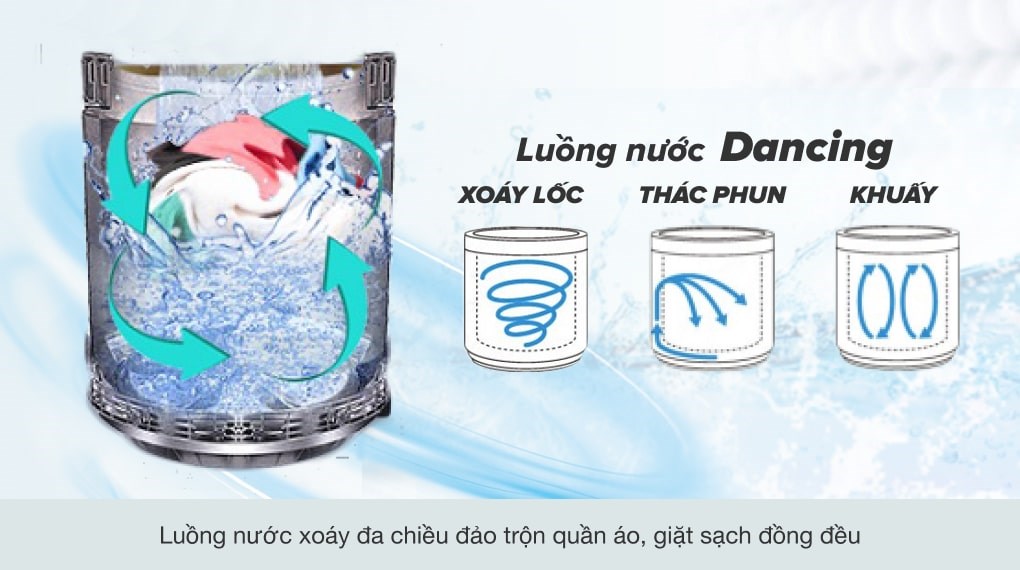 Luồng nước Dancing
XOÁY LỐC THÁC PHUN KHUẤY
Luồng nước xoáy đa chiều đảo trộn quần áo, giặt sạch đồng đều